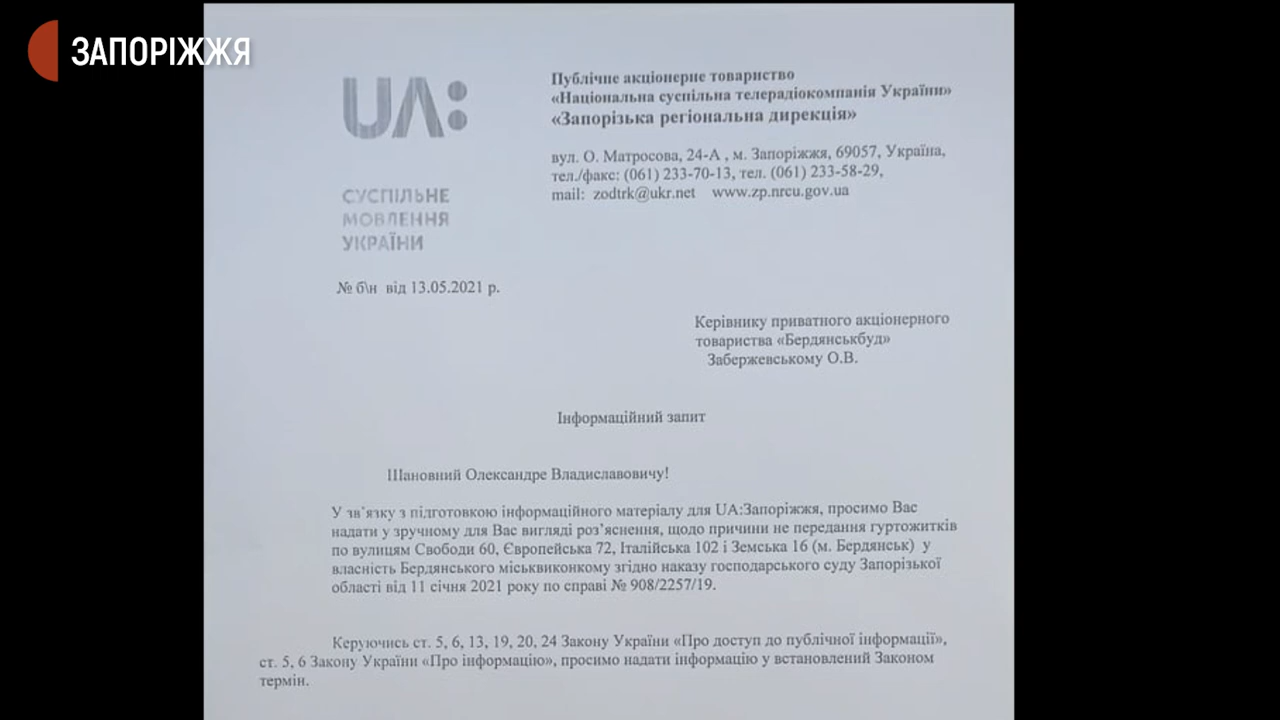 ЗАПОРІЖЖЯ
UA:
СУСПІЛЬНЕ
МОВЛЕННЯ
УКРАЇНИ
Публічне акціонерне товариство
«Національна суспільна телерадіокомпанія України»
«Запорізька регіональна дирекція»
вул. О. Матросова, 24-А , м. Запоріжжя, 69057, Україна,
тел./факс: (061) 233-70-13, тел. (061) 233-58-29,
mail: zodtrk@ukr.net www.zp.nrcu.gov.ua
№ б\н від 13.05.2021 р.
Керівнику приватного акціонерного
товариства «Бердянськбуд»
Забержевському О.В.
Інформаційний запит
Шановний Олександре Владиславовичу!
У зв`язку з підготовкою інформаційного матеріалу для UA:Запоріжжя, просимо Вас
надати у зручному для Вас вигляді роз’яснення, щодо причини не передання гуртожитків
по вулицям Свободи 60, Європейська 72, Італійська 102 і Земська 16 (м. Бердянськ) у
власність Бердянського міськвиконкому згідно наказу господарського суду Запорізької
області від 11 січня 2021 року по справі № 908/2257/19.
Керуючись ст. 5, 6, 13, 19, 20, 24 Закону України «Про доступ до публічної інформації»,
ст. 5, 6 Закону України «Про інформацію», просимо надати інформацію у встановлений Законом
термін.